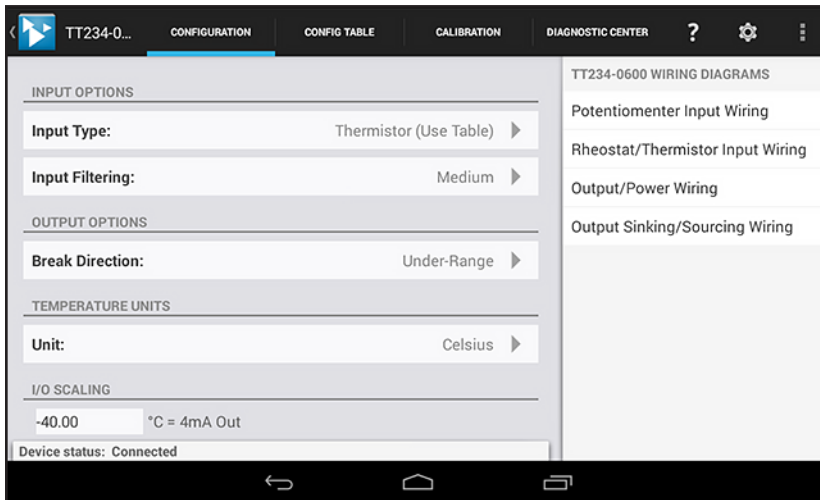 TT234-0... CONFIGURATION CONFIG TABLE CALIBRATION DIAGNOSTIC CENTER ?
INPUT OPTIONS
Input Type: Thermistor (Use Table)
Input Filtering: Medium
OUTPUT OPTIONS
Break Direction: Under-Range
TEMPERATURE UNITS
Unit: Celsius
I/O SCALING
-40.00 °C = 4mA Out
Device status: Connected
TT234-0600 WIRING DIAGRAMS
Potentiomenter Input Wiring
Rheostat/Thermistor Input Wiring
Output/Power Wiring
Output Sinking/Sourcing Wiring